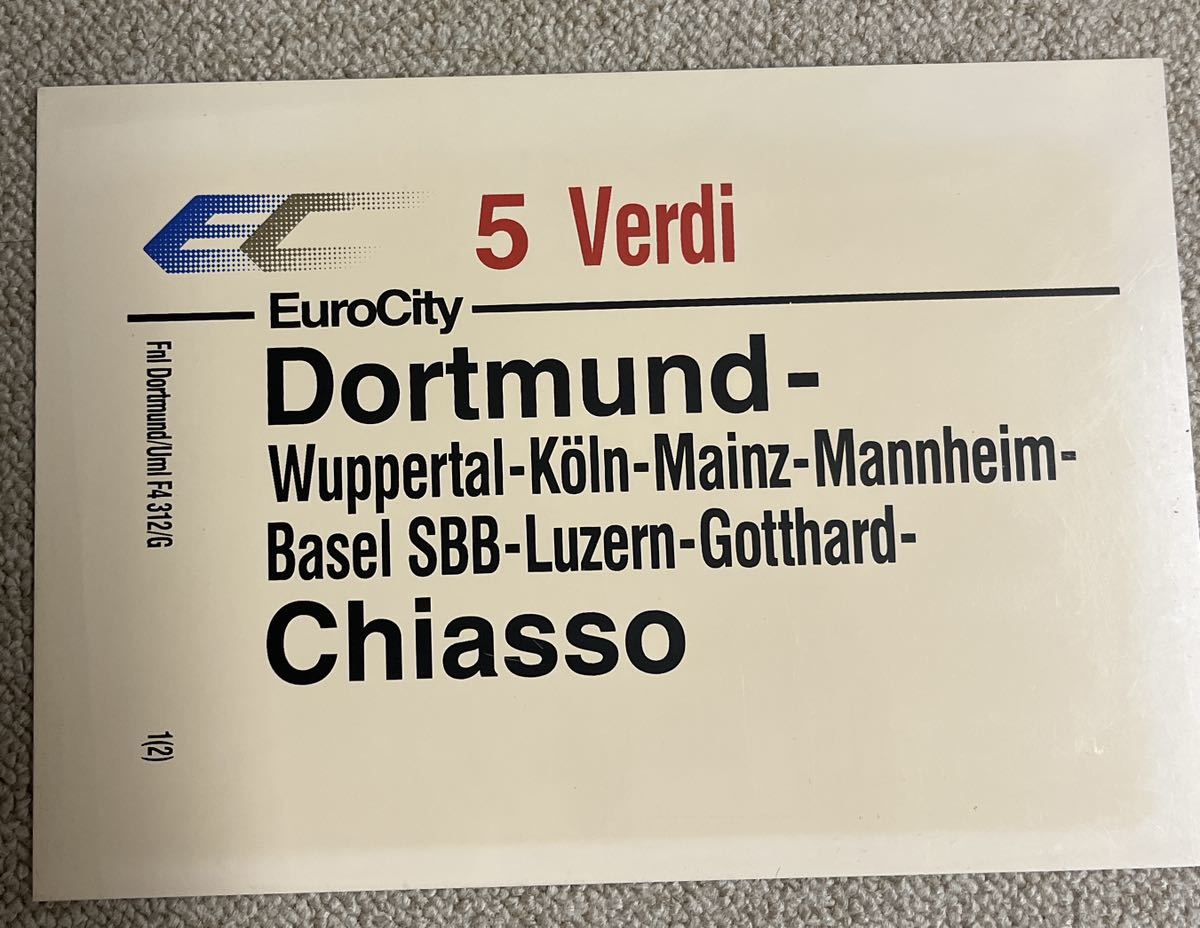 EC 5 Verdi
EuroCity
Dortmund-
Wuppertal-Köln-Mainz-Mannheim-
Basel SBB-Luzern-Gotthard-
Chiasso
Fnl Dortmund/Uml F4 312/G
1(2)